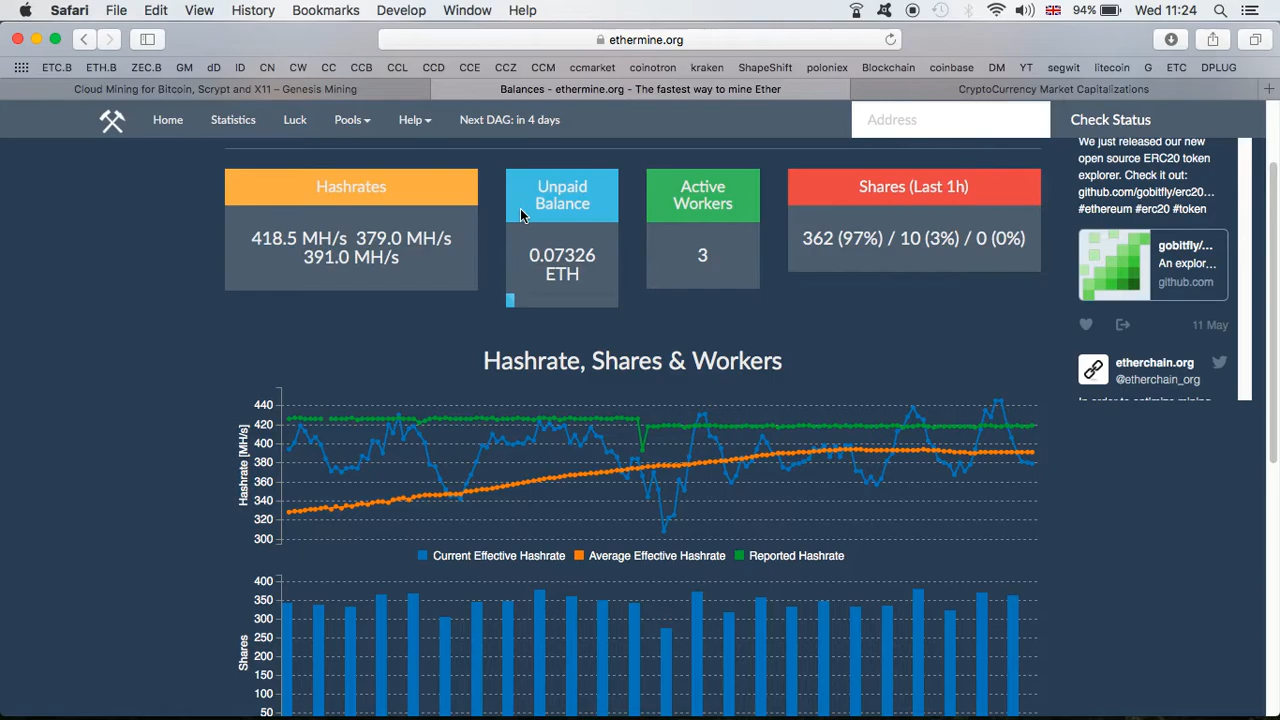 Safari File Edit View History Bookmarks Develop Window Help 94% Wed 11:24
ethermine.org
ETC.B ETH.B ZEC.B GM dD ID CN CW CC CCB CCL CCD CCE CCZ CCM ccmarket coinotron kraken ShapeShift poloniex Blockchain coinbase DM YT segwit litecoin G ETC DPLUG
Cloud Mining for Bitcoin, Scrypt and X11 – Genesis Mining Balances - ethermine.org - The fastest way to mine Ether CryptoCurrency Market Capitalizations
Home Statistics Luck Pools Help Next DAG: in 4 days Address Check Status
We just released our new
open source ERC20 token
explorer. Check it out:
github.com/gobitfly/erc20...
#ethereum #erc20 #token
gobitfly/...
An explor...
github.com
11 May
etherchain.org
@etherchain_org
Hashrates
418.5 MH/s 379.0 MH/s
391.0 MH/s
Unpaid
Balance
0.07326
ETH
Active
Workers
3
Shares (Last 1h)
362 (97%) / 10 (3%) / 0 (0%)
Hashrate, Shares & Workers
Hashrate [MH/s]
440
420
400
380
360
340
320
300
Current Effective Hashrate Average Effective Hashrate Reported Hashrate
Shares
400
350
300
250
200
150
100
50